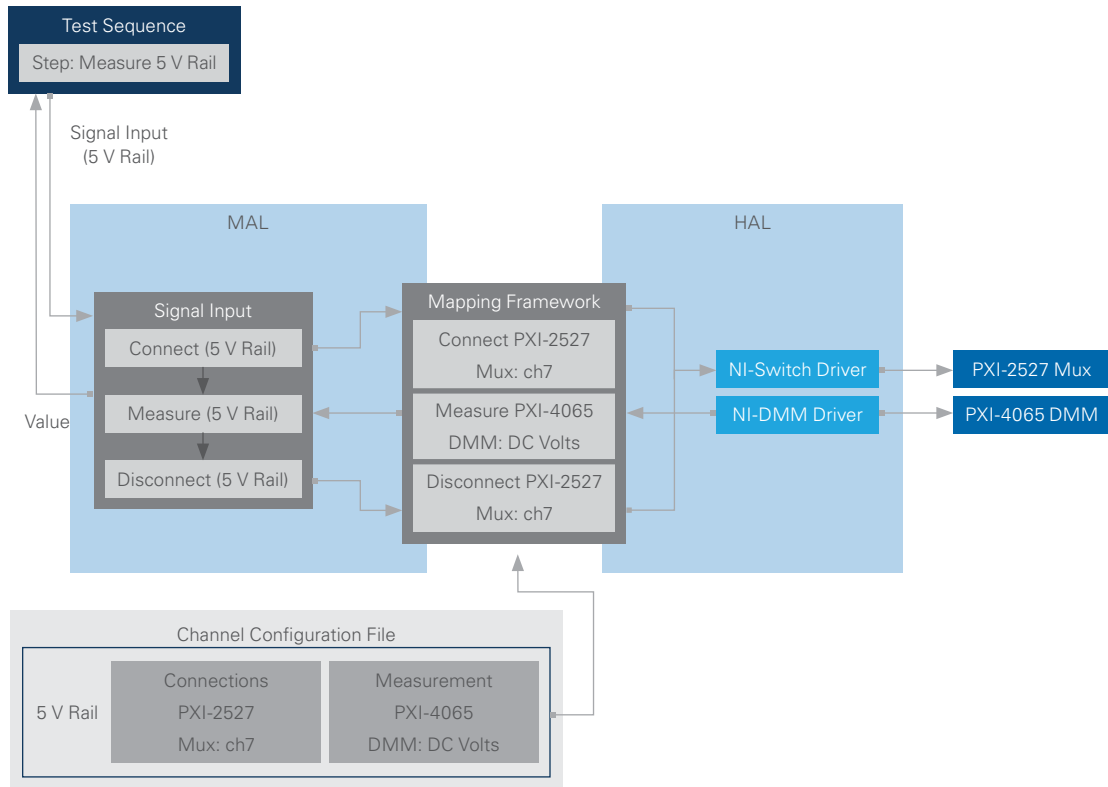 Test Sequence
Step: Measure 5 V Rail
Signal Input
(5 V Rail)
MAL
HAL
Signal Input
Connect (5 V Rail)
Measure (5 V Rail)
Disconnect (5 V Rail)
Value
Mapping Framework
Connect PXI-2527
Mux: ch7
Measure PXI-4065
DMM: DC Volts
Disconnect PXI-2527
Mux: ch7
NI-Switch Driver
NI-DMM Driver
PXI-2527 Mux
PXI-4065 DMM
Channel Configuration File
5 V Rail
Connections
PXI-2527
Mux: ch7
Measurement
PXI-4065
DMM: DC Volts